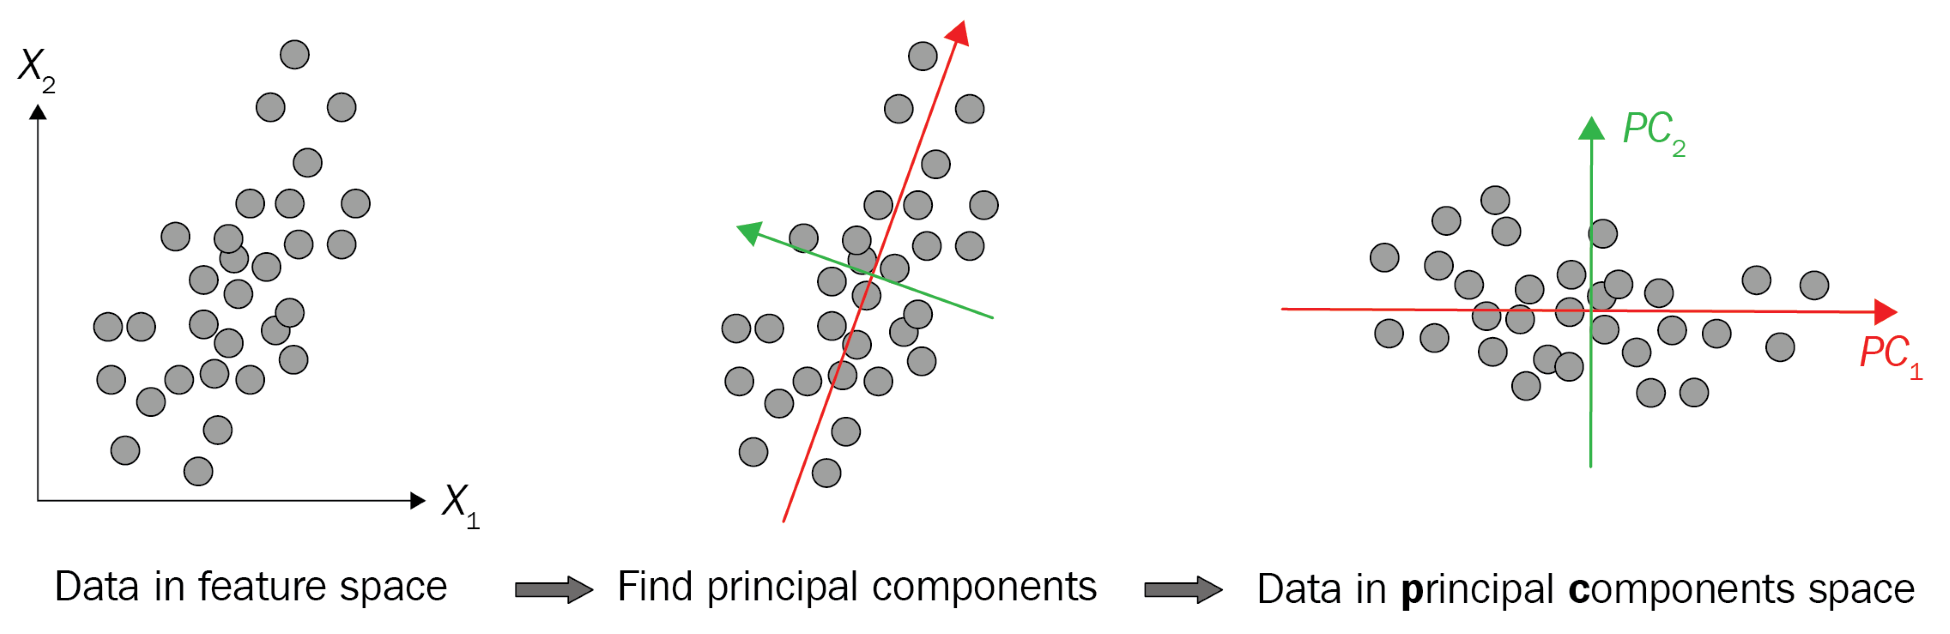 X2
X1
PC2
PC1
Data in feature space
Find principal components
Data in principal components space